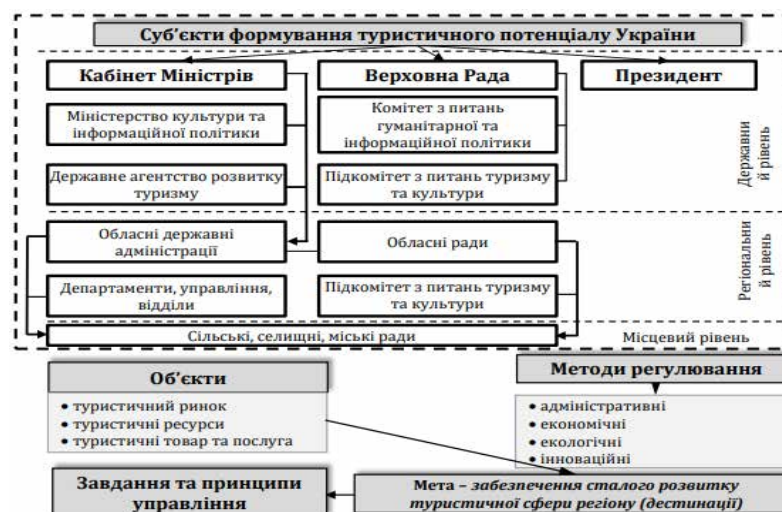 Суб’єкти формування туристичного потенціалу України
Кабінет Міністрів
Верховна Рада
Президент
Міністерство культури та
інформаційної політики
Комітет з питань
гуманітарної та
інформаційної політики
Державне агентство розвитку
туризму
Підкомітет з питань туризму
та культури
Державни
й рівень
Обласні державні
адміністрації
Обласні ради
Департаменти, управління,
відділи
Підкомітет з питань туризму
та культури
Регіональни
й рівень
Сільські, селищні, міські ради
Місцевий рівень
Об’єкти
• туристичний ринок
• туристичні ресурси
• туристичні товар та послуга
Методи регулювання
• адміністративні
• економічні
• екологічні
• інноваційні
Завдання та принципи
управління
Мета – забезпечення сталого розвитку
туристичної сфери регіону (дестинації)